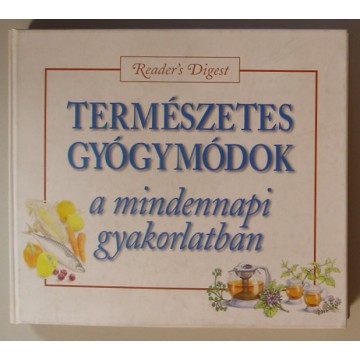 Reader's Digest
TERMÉSZETES
GYÓGYMÓDOK
a mindennapi
gyakorlatban